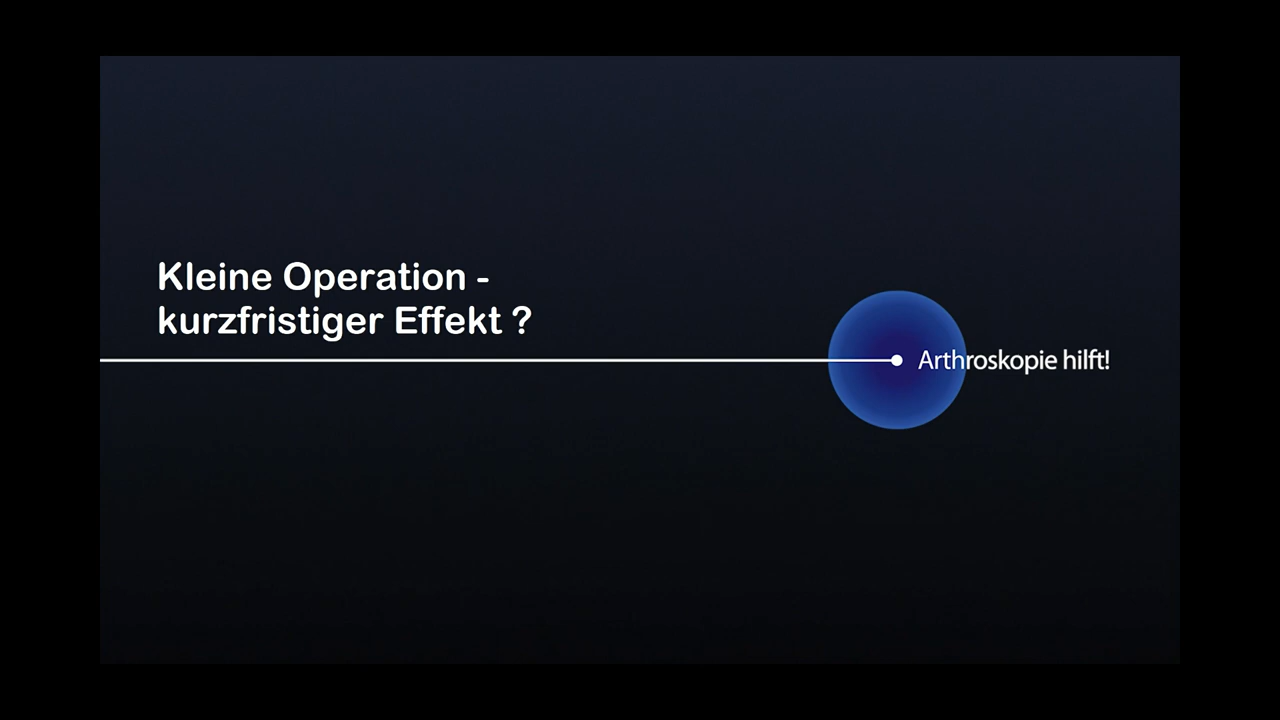 Kleine Operation -
kurzfristiger Effekt ?
Arthroskopie hilft!